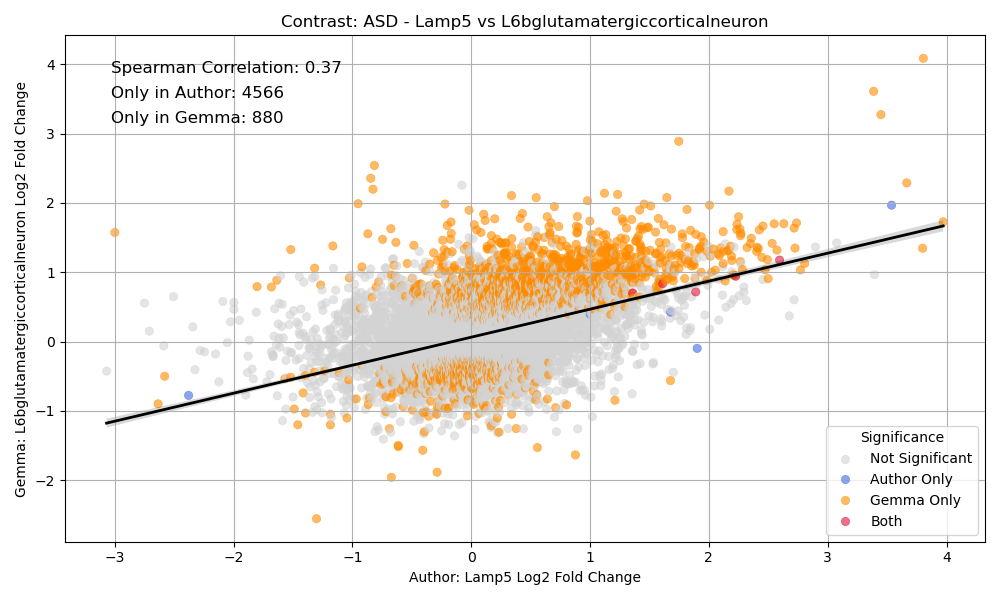 Contrast: ASD - Lamp5 vs L6bglutamatergiccorticalneuron
Spearman Correlation: 0.37
Only in Author: 4566
Only in Gemma: 880
Gemma: L6bglutamatergiccorticalneuron Log2 Fold Change
4
3
2
1
0
−1
−2
Significance
Not Significant
Author Only
Gemma Only
Both
−3 −2 −1 0 1 2 3 4
Author: Lamp5 Log2 Fold Change